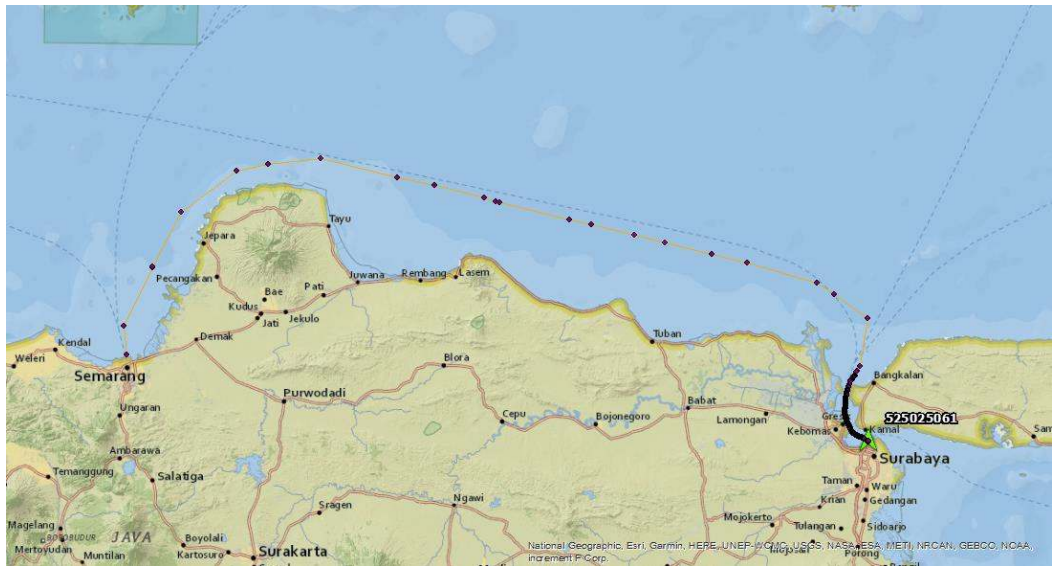 Tayu
Jepara
Pecangakan
Bae
Pati
Juwana
Rembang
Lasem
Kudus
Jati
Jekulo
Demak
Kendal
Weleri
Semarang
Tuban
Blora
Bangkalan
Purwodadi
Babat
Lamongan
Ungaran
Cepu
Bojonegoro
Kebomas
525025061
Kamal
Surabaya
Ambarawa
Salatiga
Temanggung
Taman
Waru
Gedangan
Krian
Ngawi
Sragen
Mojokerto
Tulangan
Sidoarjo
Magelang
BOROBUDUR
JAVA
Boyolali
Mertoyudan
Muntilan
Kartosuro
Surakarta
Porong
National Geographic, Esri, Garmin, HERE, UNEP-WCMC, USGS, NASA, ESA, METI, NRCAN, GEBCO, NOAA,
increment P Corp.